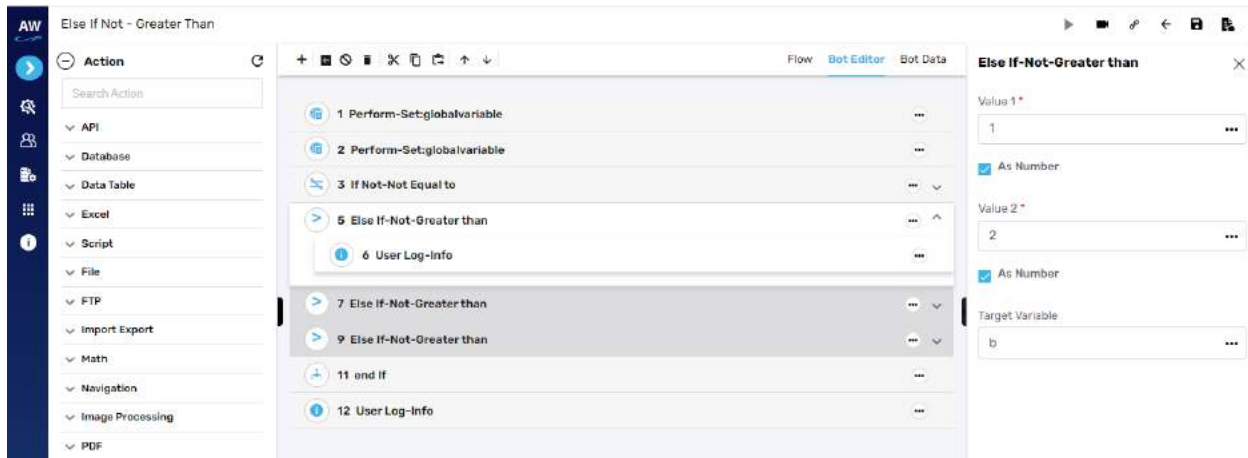 AW
Else If Not - Greater Than
Action
Search Action
API
Database
Data Table
Excel
Script
File
FTP
Import Export
Math
Navigation
Image Processing
PDF
Flow Bot Editor Bot Data
1 Perform-Set:globalvariable
2 Perform-Set:globalvariable
3 If Not-Not Equal to
5 Else If-Not-Greater than
6 User Log-Info
7 Else If-Not-Greater than
9 Else If-Not-Greater than
11 end If
12 User Log-Info
Else If-Not-Greater than
Value 1 *
1
As Number
Value 2 *
2
As Number
Target Variable
b